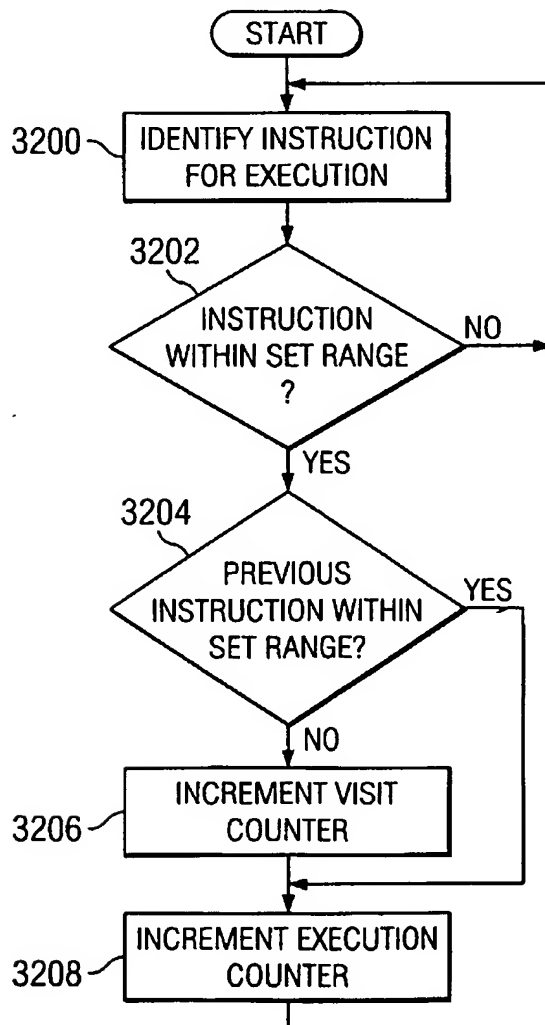 START
3200
IDENTIFY INSTRUCTION
FOR EXECUTION
3202
INSTRUCTION
WITHIN SET RANGE
?
NO
YES
3204
PREVIOUS
INSTRUCTION WITHIN
SET RANGE?
YES
NO
3206
INCREMENT VISIT
COUNTER
3208
INCREMENT EXECUTION
COUNTER